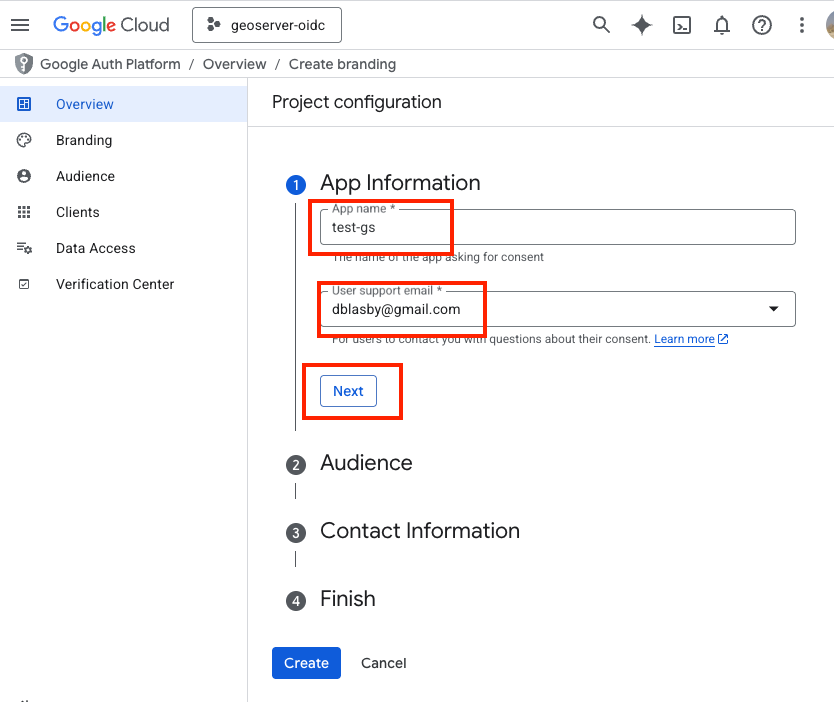 Google Cloud
geoserver-oidc
Google Auth Platform / Overview / Create branding
Overview
Branding
Audience
Clients
Data Access
Verification Center
Project configuration
1 App Information
App name *
test-gs
The name of the app asking for consent
User support email *
dblasby@gmail.com
For users to contact you with questions about their consent. Learn more
Next
2 Audience
3 Contact Information
4 Finish
Create Cancel